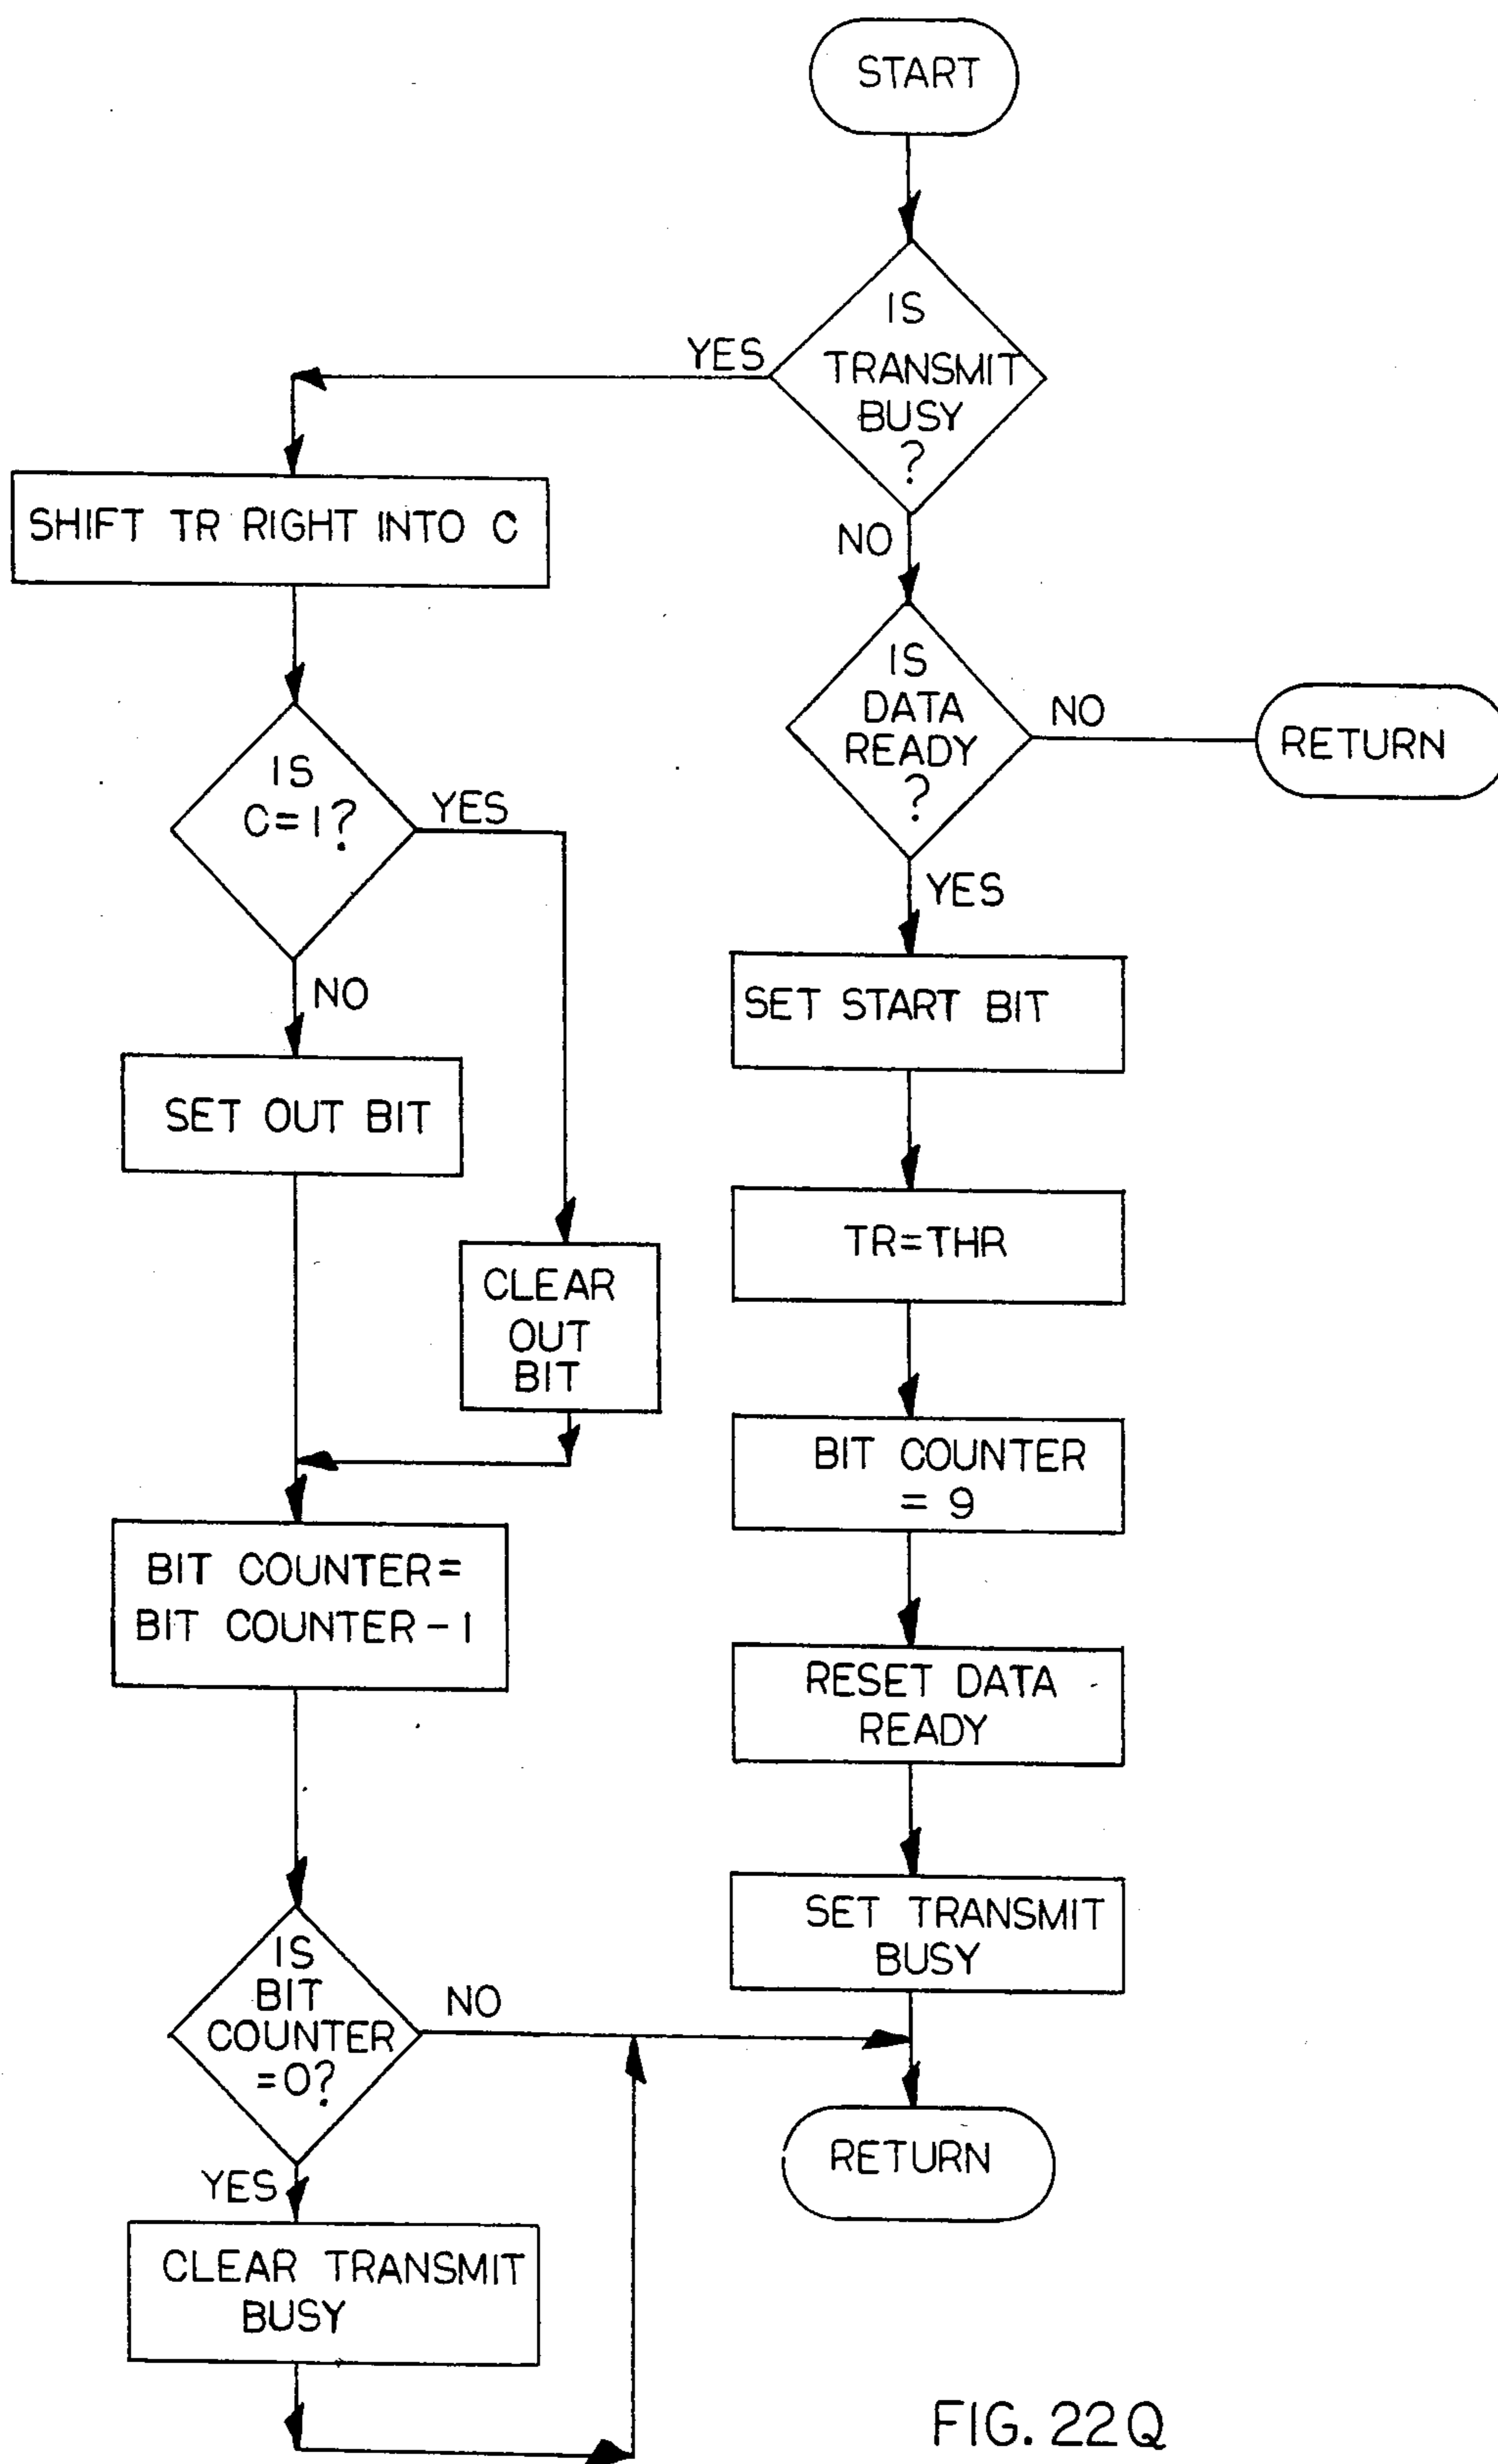 START
IS
TRANSMIT
BUSY
?
YES
NO
SHIFT TR RIGHT INTO C
IS
C=1?
YES
NO
SET OUT BIT
CLEAR
OUT
BIT
BIT COUNTER=
BIT COUNTER-1
IS
BIT
COUNTER
=0?
NO
YES
CLEAR TRANSMIT
BUSY
IS
DATA
READY
?
NO
RETURN
YES
SET START BIT
TR=THR
BIT COUNTER
= 9
RESET DATA
READY
SET TRANSMIT
BUSY
RETURN
FIG. 22Q